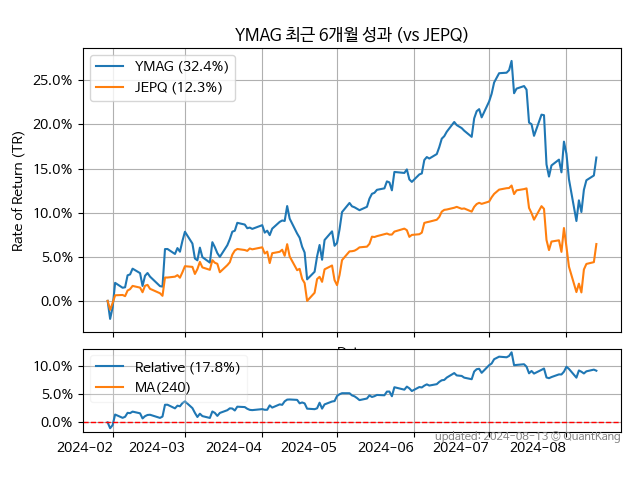 YMAG 최근 6개월 성과 (vs JEPQ)
YMAG (32.4%)
JEPQ (12.3%)
Rate of Return (TR)
25.0%
20.0%
15.0%
10.0%
5.0%
0.0%
Relative (17.8%)
MA(240)
10.0%
5.0%
0.0%
2024-02 2024-03 2024-04 2024-05 2024-06 2024-07 2024-08
updated: 2024-08-13 © QuantKang